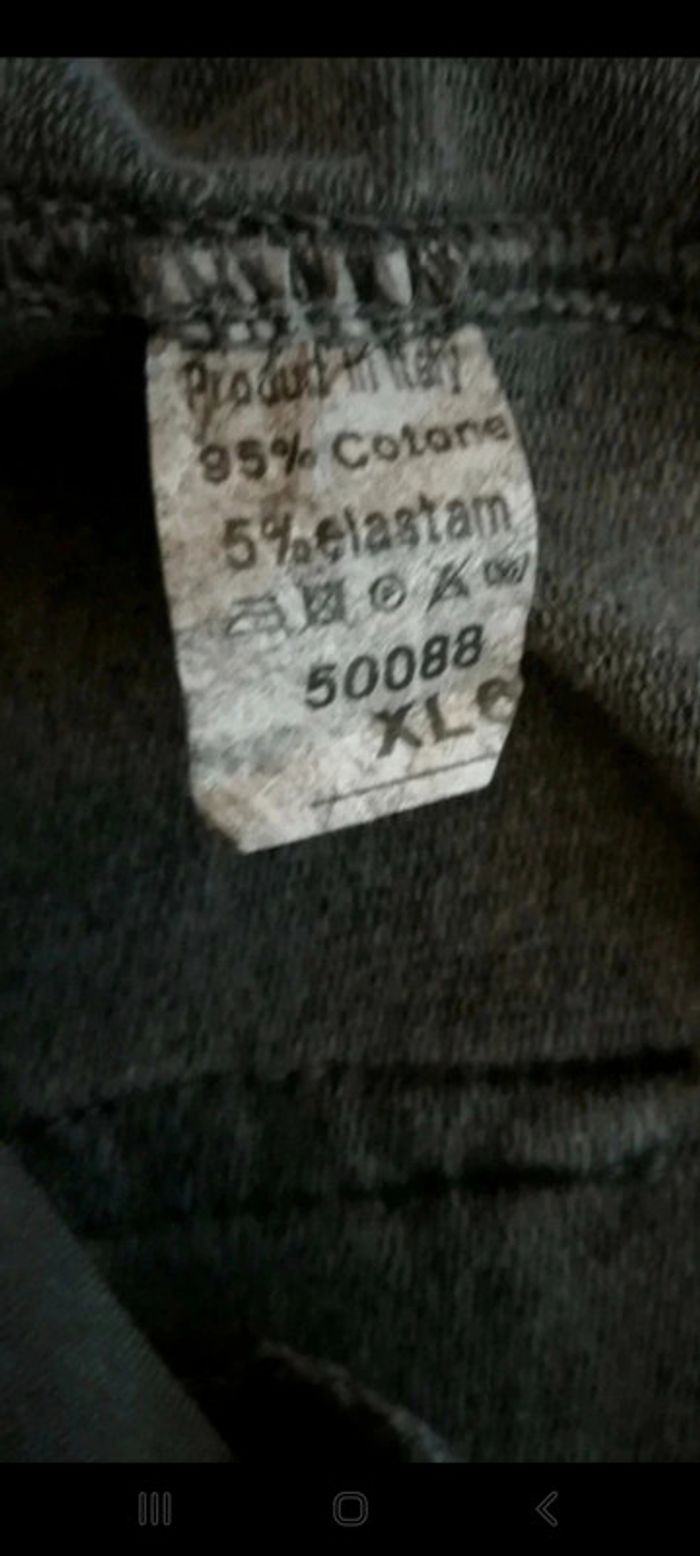 Product in Italy
95% Cotone
5% elastam
50088
XL